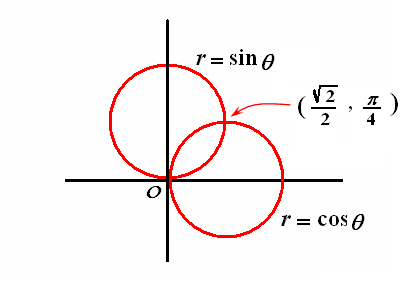 r = sin θ
( √2/2 , π/4 )
O
r = cos θ